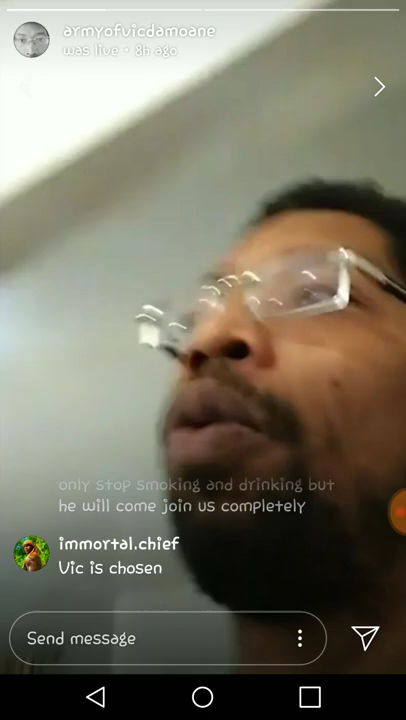 armyofvicdamoane
was live • 8h ago
only stop smoking and drinking but
he will come join us completely
immortal.chief
Vic is chosen
Send message